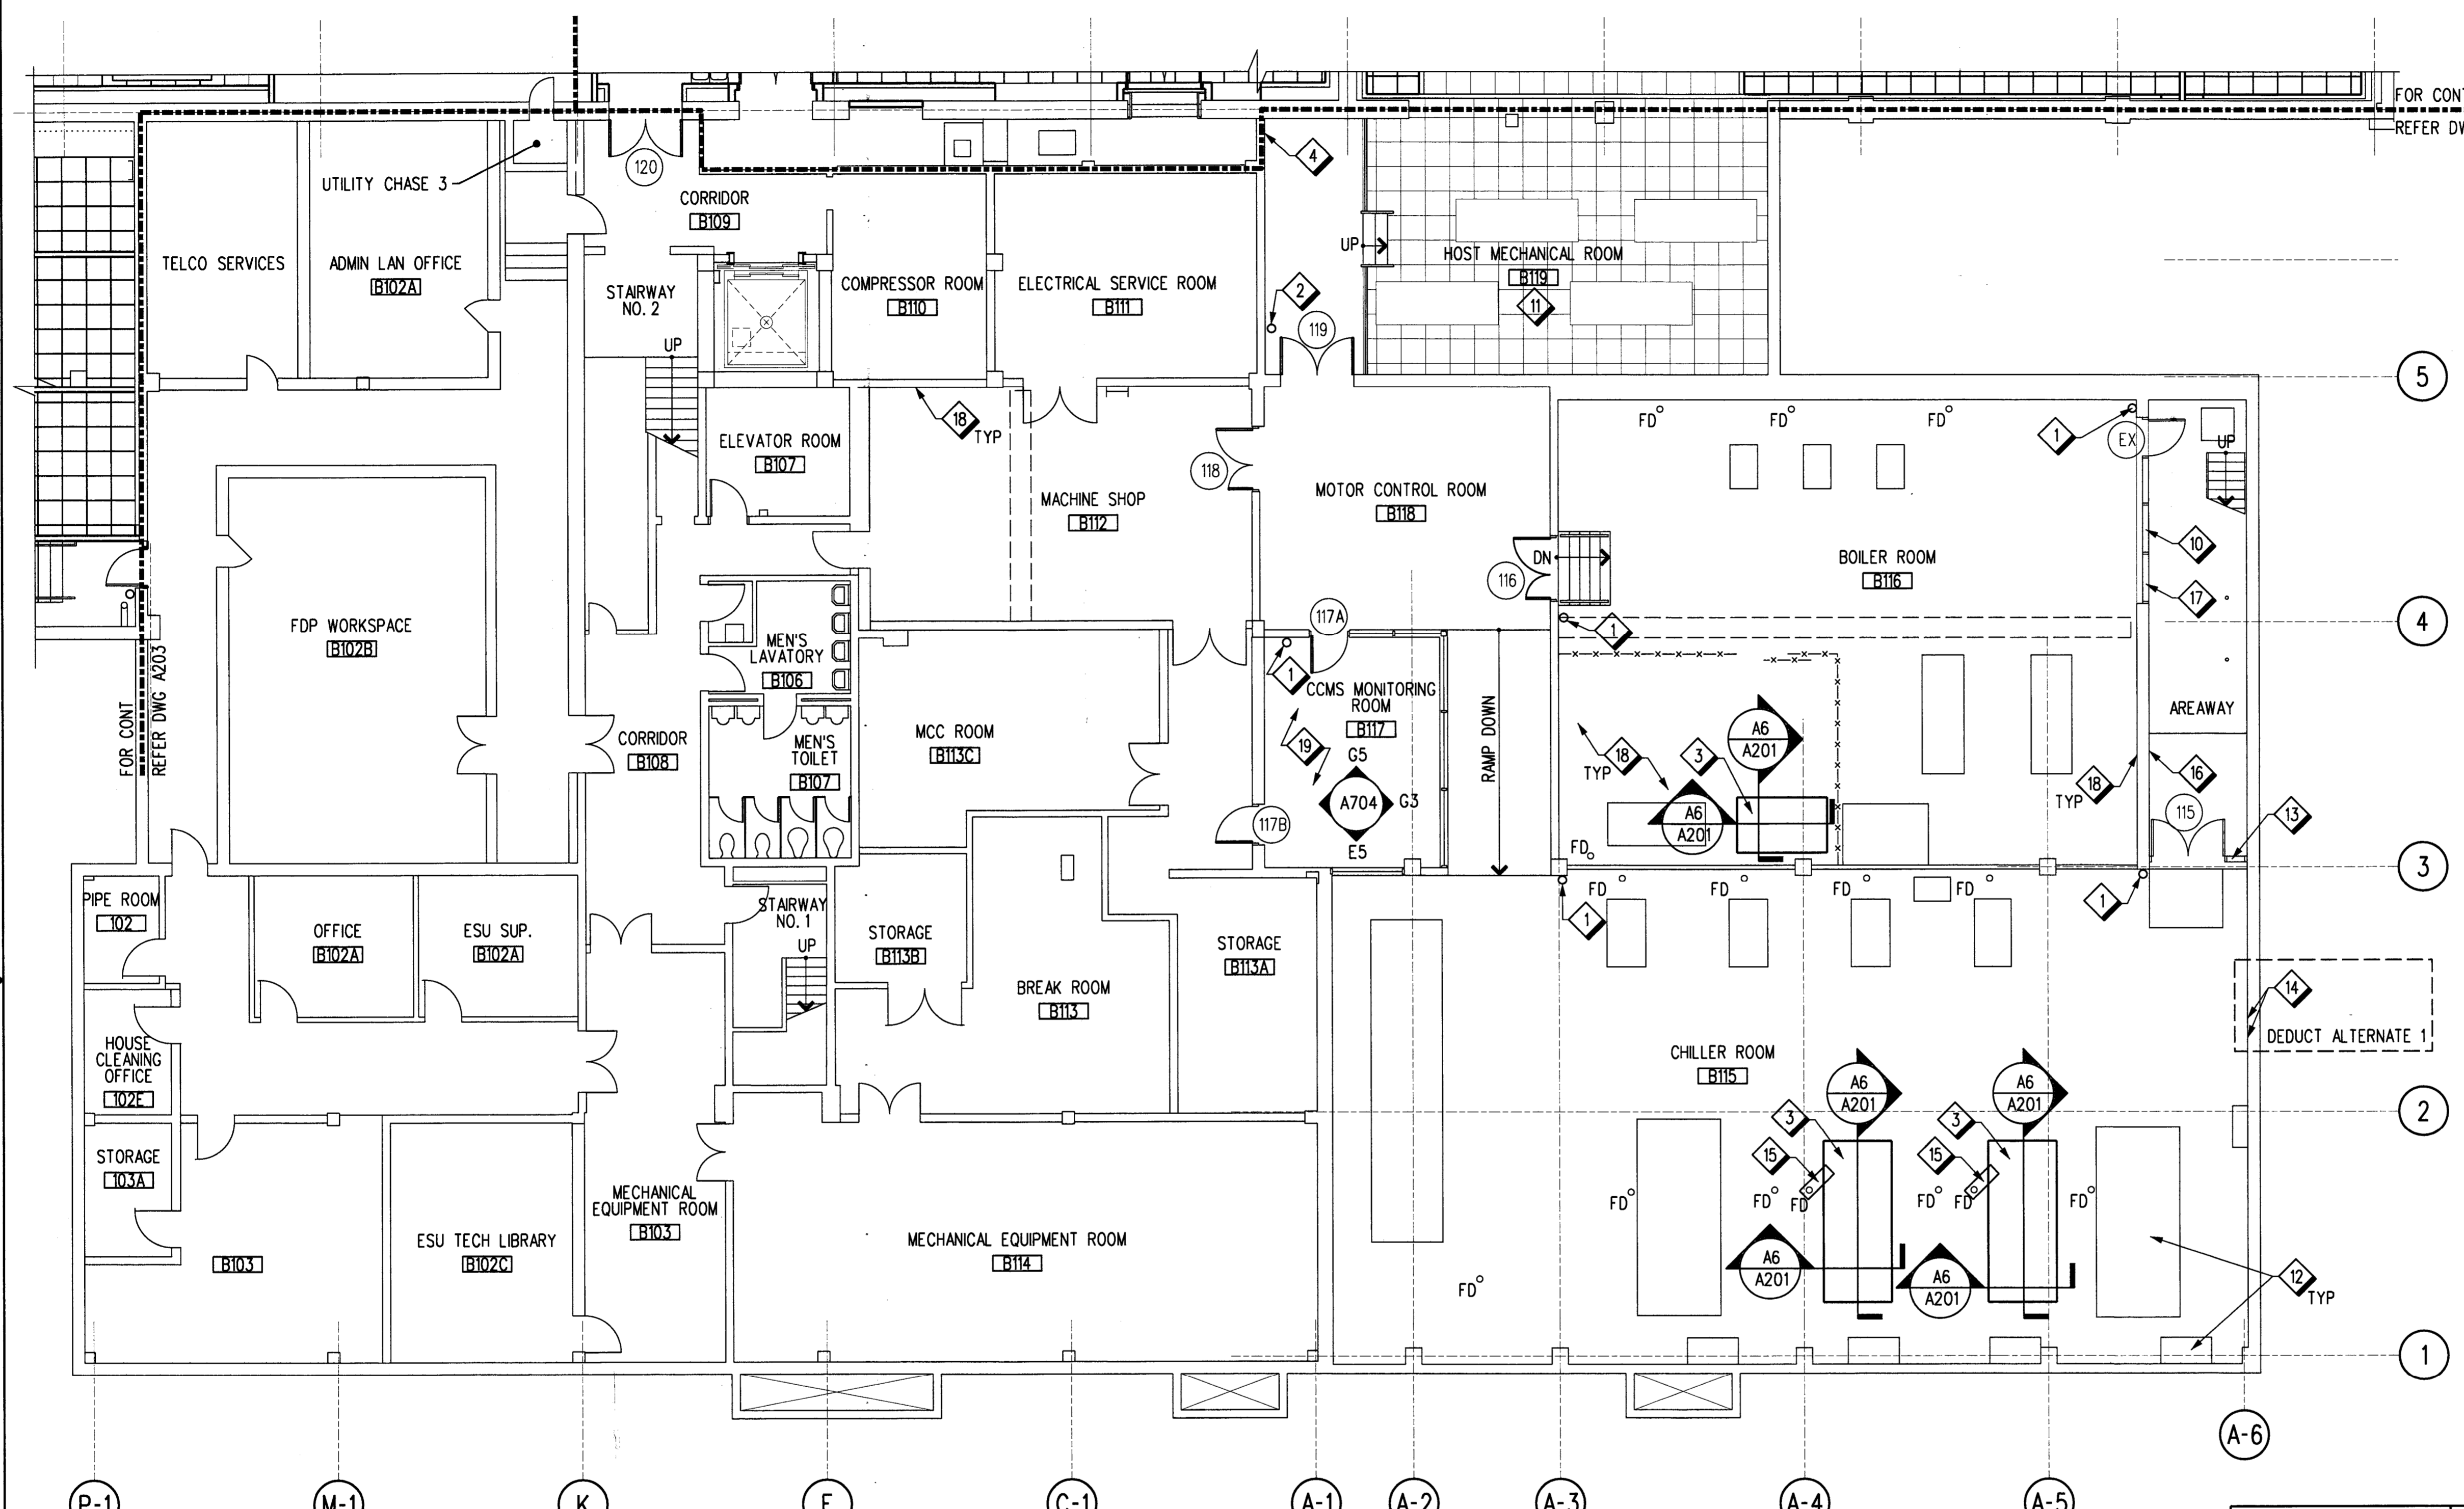 FOR CONT
REFER DW
UTILITY CHASE 3
120
4
CORRIDOR
B109
TELCO SERVICES
ADMIN LAN OFFICE
B102A
STAIRWAY
NO. 2
UP
COMPRESSOR ROOM
B110
ELECTRICAL SERVICE ROOM
B111
2
119
UP
HOST MECHANICAL ROOM
B119
11
5
18
TYP
ELEVATOR ROOM
B107
118
MACHINE SHOP
B112
MOTOR CONTROL ROOM
B118
FD
FD
FD
1
EX
UP
DN
116
BOILER ROOM
B116
10
17
FDP WORKSPACE
B102B
MEN'S
LAVATORY
B106
117A
1
1
4
FOR CONT
REFER DWG A203
CCMS MONITORING
ROOM
B117
19
G5
A704
G3
E5
RAMP DOWN
AREAWAY
CORRIDOR
B108
MEN'S
TOILET
B107
MCC ROOM
B113C
18
TYP
3
A6
A201
A6
A201
18
TYP
16
115
13
117B
FD
3
PIPE ROOM
102
OFFICE
B102A
ESU SUP.
B102A
STAIRWAY
NO. 1
UP
STORAGE
B113B
STORAGE
B113A
BREAK ROOM
B113
1
FD
FD
FD
FD
1
14
DEDUCT ALTERNATE 1
HOUSE
CLEANING
OFFICE
102E
CHILLER ROOM
B115
A6
A201
A6
A201
2
3
3
15
15
STORAGE
103A
B103
ESU TECH LIBRARY
B102C
MECHANICAL
EQUIPMENT ROOM
B103
MECHANICAL EQUIPMENT ROOM
B114
FD
FD
FD
FD
FD
FD
FD
A6
A201
A6
A201
12
TYP
1
A-6
P-1
M-1
K
C-1
A-1
A-2
A-3
A-4
A-5